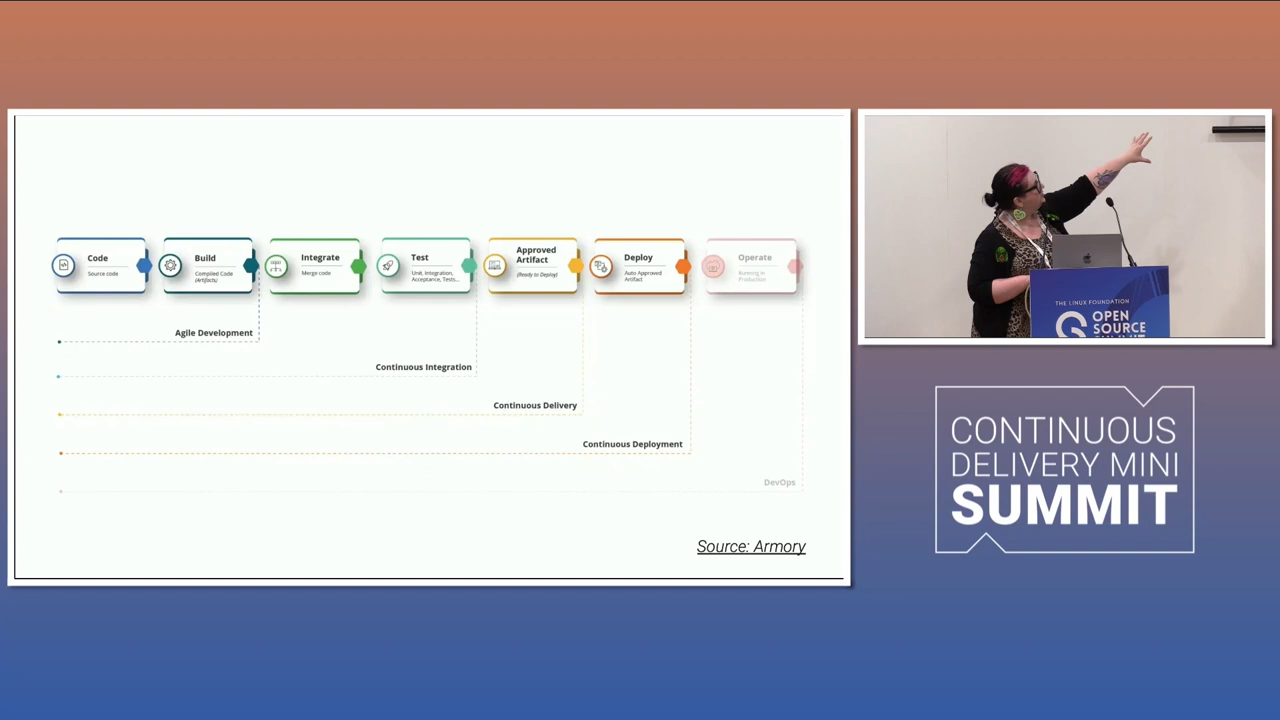 Code
Source code
Build
Compiled Code
(Artifacts)
Integrate
Merge code
Test
Unit, Integration,
Acceptance, Tests...
Approved
Artifact
(Ready to Deploy)
Deploy
Auto Approved
Artifact
Operate
Running in
Production
Agile Development
Continuous Integration
Continuous Delivery
Continuous Deployment
DevOps
Source: Armory
THE LINUX FOUNDATION
OPEN
SOURCE
SUMMIT
CONTINUOUS
DELIVERY MINI
SUMMIT